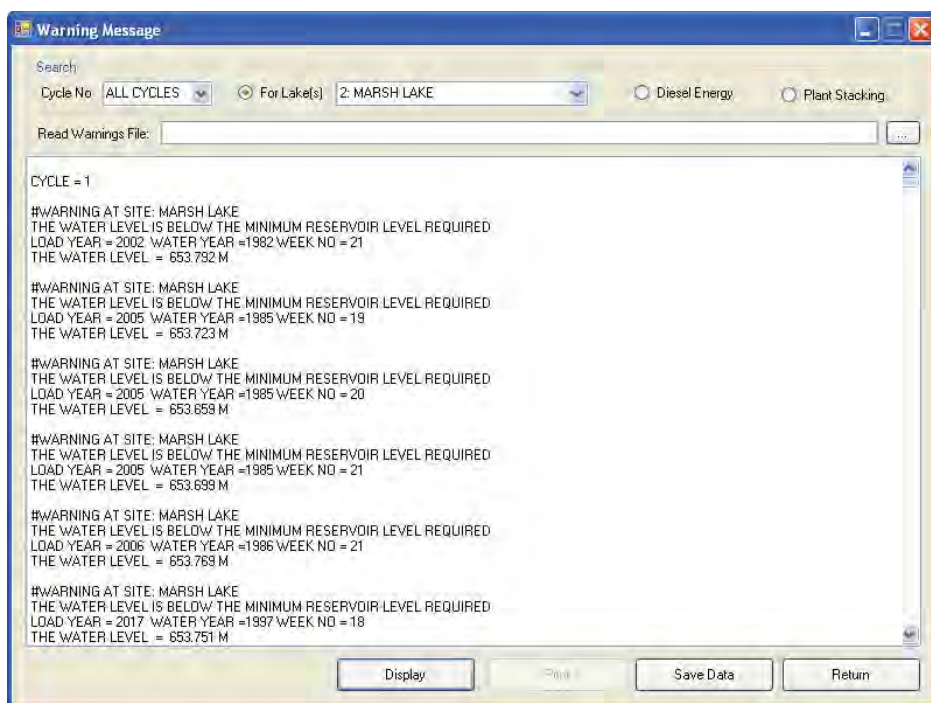 Warning Message
Search
Cycle No ALL CYCLES For Lake(s) 2: MARSH LAKE Diesel Energy Plant Stacking
Read Warnings File: ...
CYCLE = 1
#WARNING AT SITE: MARSH LAKE
THE WATER LEVEL IS BELOW THE MINIMUM RESERVOIR LEVEL REQUIRED
LOAD YEAR = 2002 WATER YEAR =1982 WEEK NO = 21
THE WATER LEVEL = 653.792 M
#WARNING AT SITE: MARSH LAKE
THE WATER LEVEL IS BELOW THE MINIMUM RESERVOIR LEVEL REQUIRED
LOAD YEAR = 2005 WATER YEAR =1985 WEEK NO = 19
THE WATER LEVEL = 653.723 M
#WARNING AT SITE: MARSH LAKE
THE WATER LEVEL IS BELOW THE MINIMUM RESERVOIR LEVEL REQUIRED
LOAD YEAR = 2005 WATER YEAR =1985 WEEK NO = 20
THE WATER LEVEL = 653.659 M
#WARNING AT SITE: MARSH LAKE
THE WATER LEVEL IS BELOW THE MINIMUM RESERVOIR LEVEL REQUIRED
LOAD YEAR = 2005 WATER YEAR =1985 WEEK NO = 21
THE WATER LEVEL = 653.699 M
#WARNING AT SITE: MARSH LAKE
THE WATER LEVEL IS BELOW THE MINIMUM RESERVOIR LEVEL REQUIRED
LOAD YEAR = 2006 WATER YEAR =1986 WEEK NO = 21
THE WATER LEVEL = 653.769 M
#WARNING AT SITE: MARSH LAKE
THE WATER LEVEL IS BELOW THE MINIMUM RESERVOIR LEVEL REQUIRED
LOAD YEAR = 2017 WATER YEAR =1997 WEEK NO = 18
THE WATER LEVEL = 653.751 M
Display Print Save Data Return